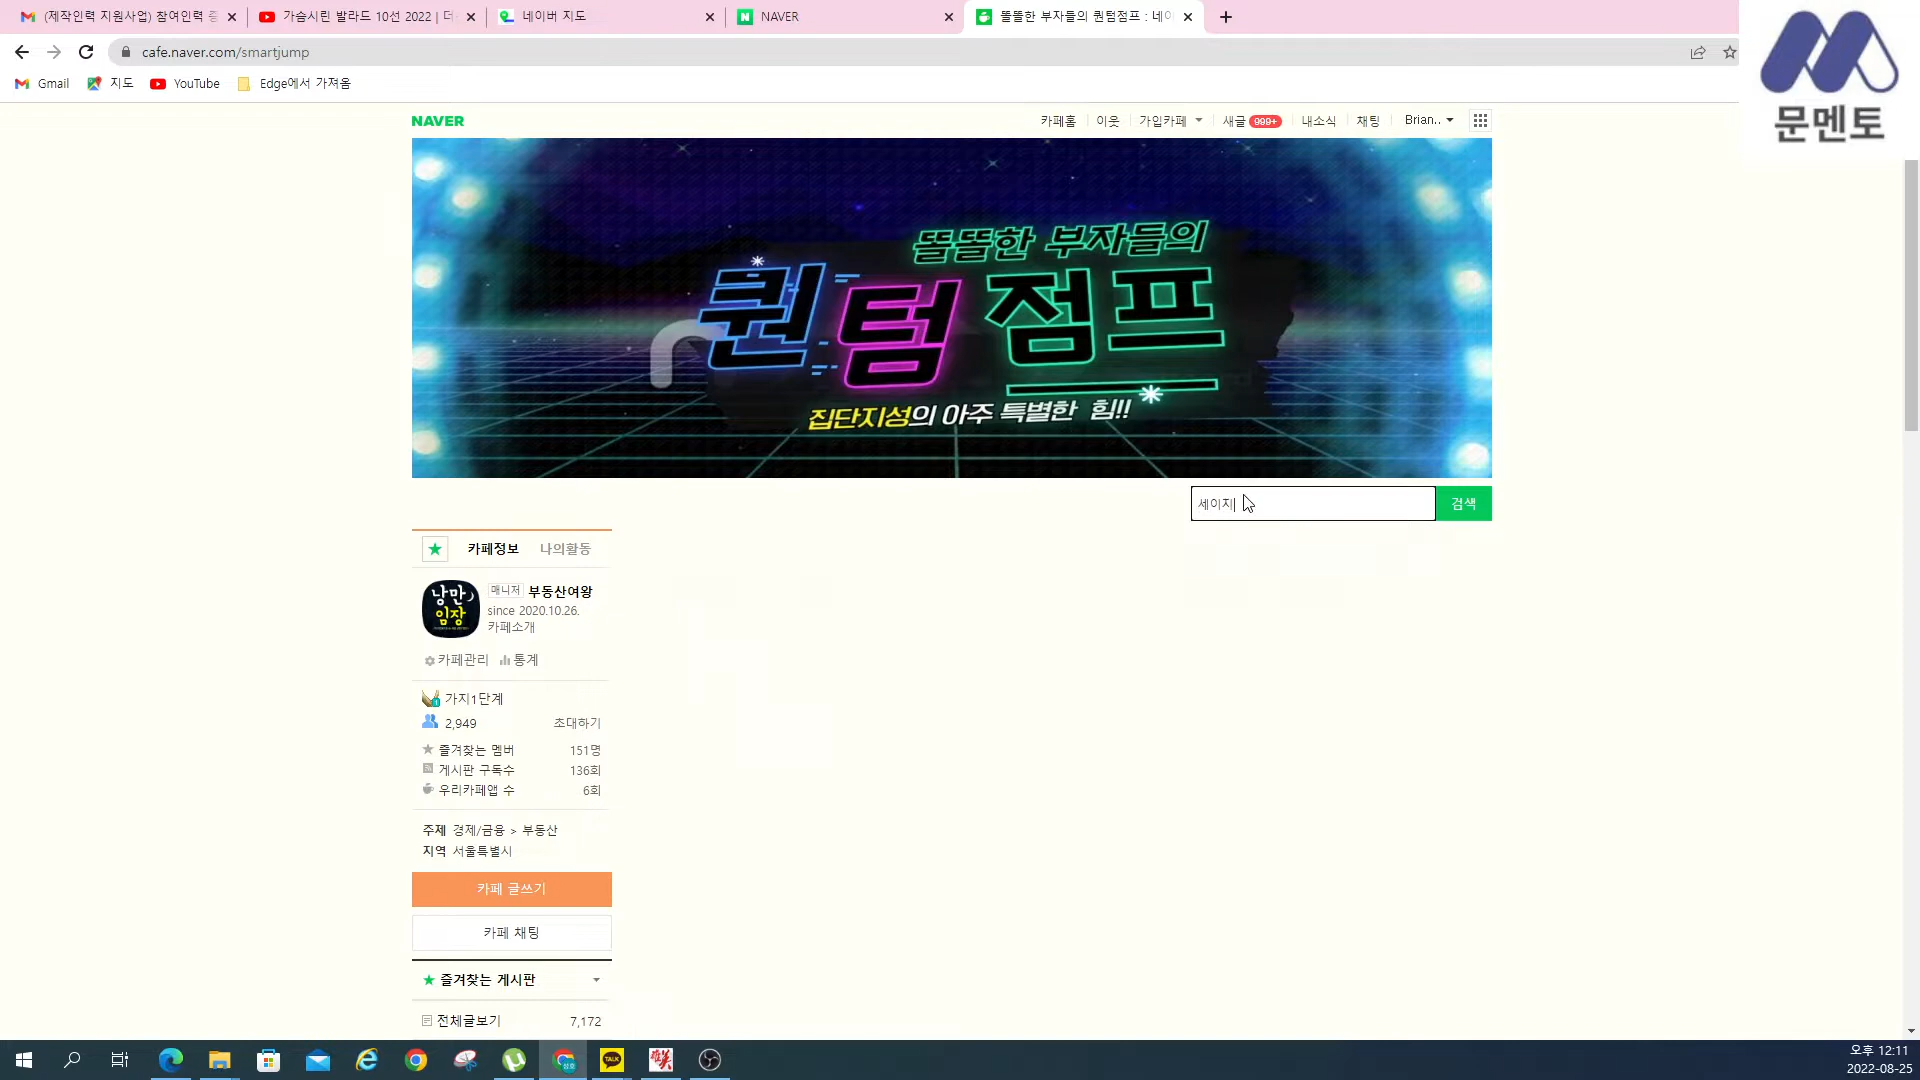 (제작인력 지원사업) 참여인력 증
가슴시린 발라드 10선 2022 | 더
네이버 지도
NAVER
똘똘한 부자들의 퀀텀점프 : 네이
cafe.naver.com/smartjump
Gmail
지도
YouTube
Edge에서 가져옴
문멘토
NAVER
카페홈
이웃
가입카페
새글 999+
내소식
채팅
Brian..
똘똘한 부자들의
퀀텀점프
집단지성의 아주 특별한 힘!!
세이지
검색
카페정보
나의활동
낭만
임장
매니저 부동산여왕
since 2020.10.26.
카페소개
카페관리
통계
가지1단계
2,949
초대하기
즐겨찾는 멤버
151명
게시판 구독수
136회
우리카페앱 수
6회
주제 경제/금융 > 부동산
지역 서울특별시
카페 글쓰기
카페 채팅
즐겨찾는 게시판
전체글보기
7,172
TALK
오후 12:11
2022-08-25